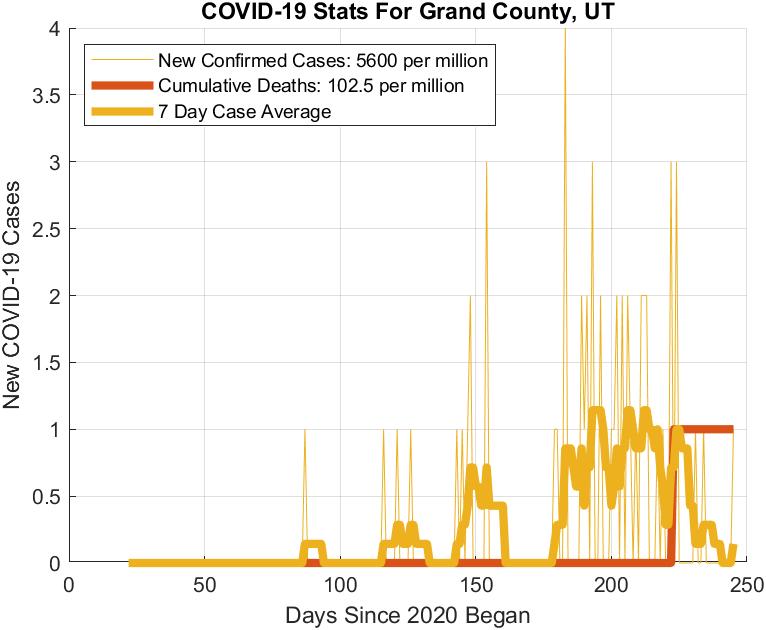 COVID-19 Stats For Grand County, UT
New Confirmed Cases: 5600 per million
Cumulative Deaths: 102.5 per million
7 Day Case Average
New COVID-19 Cases
4
3.5
3
2.5
2
1.5
1
0.5
0
0 50 100 150 200 250
Days Since 2020 Began